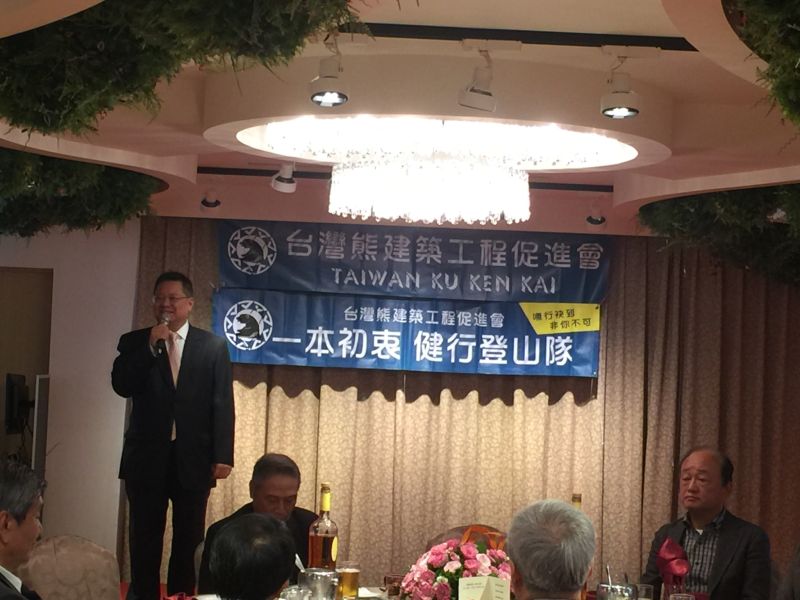 台灣熊建築工程促進會
TAIWAN KU KEN KAI
台灣熊建築工程促進會
一本初衷 健行登山隊
健行袂到
非你不可